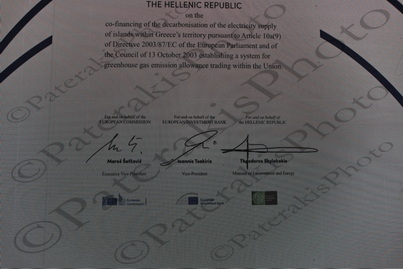 THE HELLENIC REPUBLIC
on the
co-financing of the decarbonisation of the electricity supply
of islands within Greece's territory pursuant to Article 10a(9)
of Directive 2003/87/EC of the European Parliament and of
the Council of 13 October 2003 establishing a system for
greenhouse gas emission allowance trading within the Union
For and on behalf of the
EUROPEAN COMMISSION
For and on behalf of the
EUROPEAN INVESTMENT BANK
For and on behalf of
the HELLENIC REPUBLIC
Maroš Šefčovič
Executive Vice-President
Ioannis Tsakiris
Vice-President
Theodoros Skylakakis
Minister of Environment and Energy
©PaterakisPhoto
©PaterakisPhoto
©PaterakisPhoto
©PaterakisPhoto